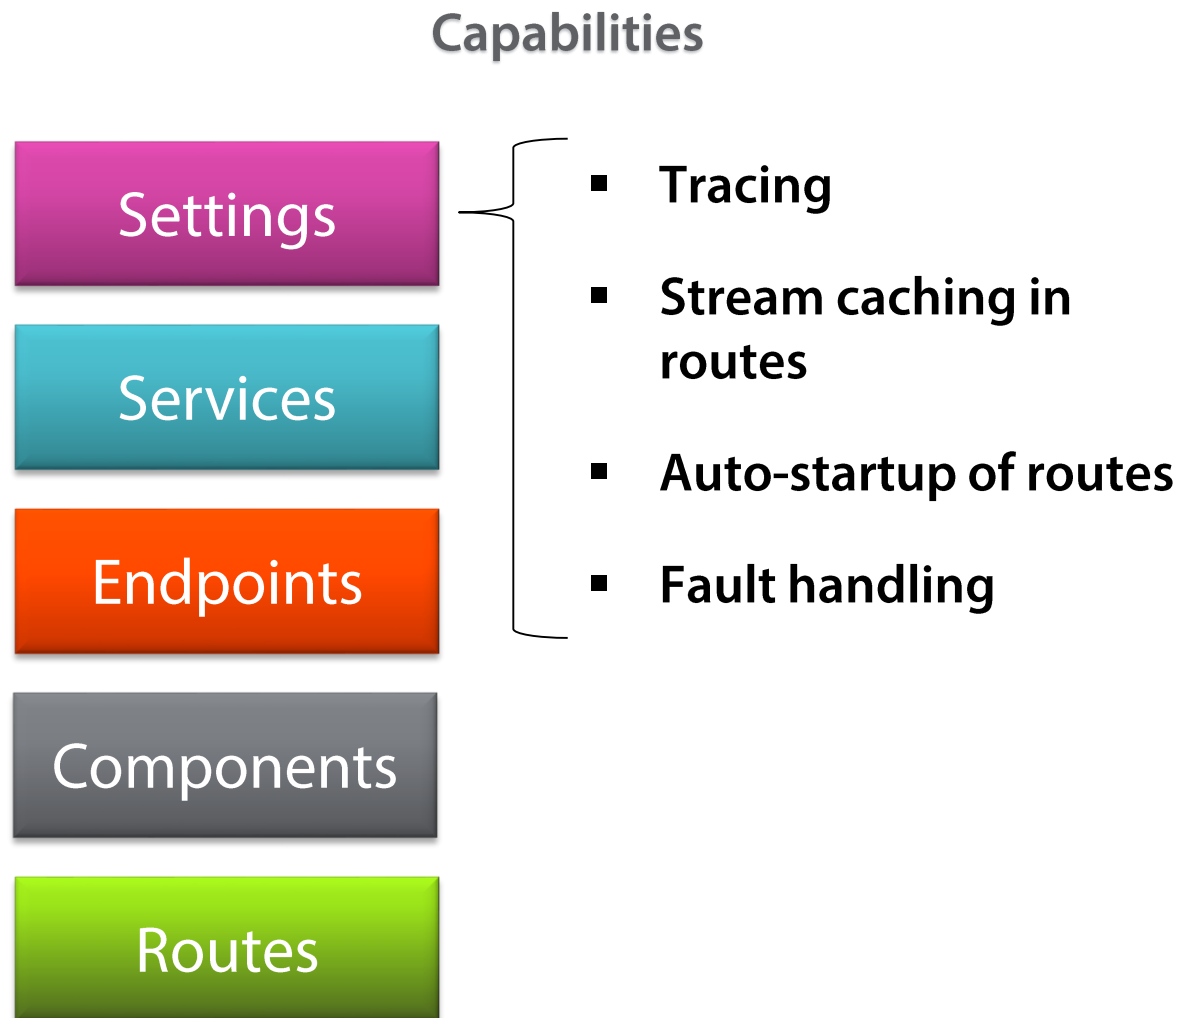 Capabilities
Settings
Services
Endpoints
Components
Routes
Tracing
Stream caching in
routes
Auto-startup of routes
Fault handling